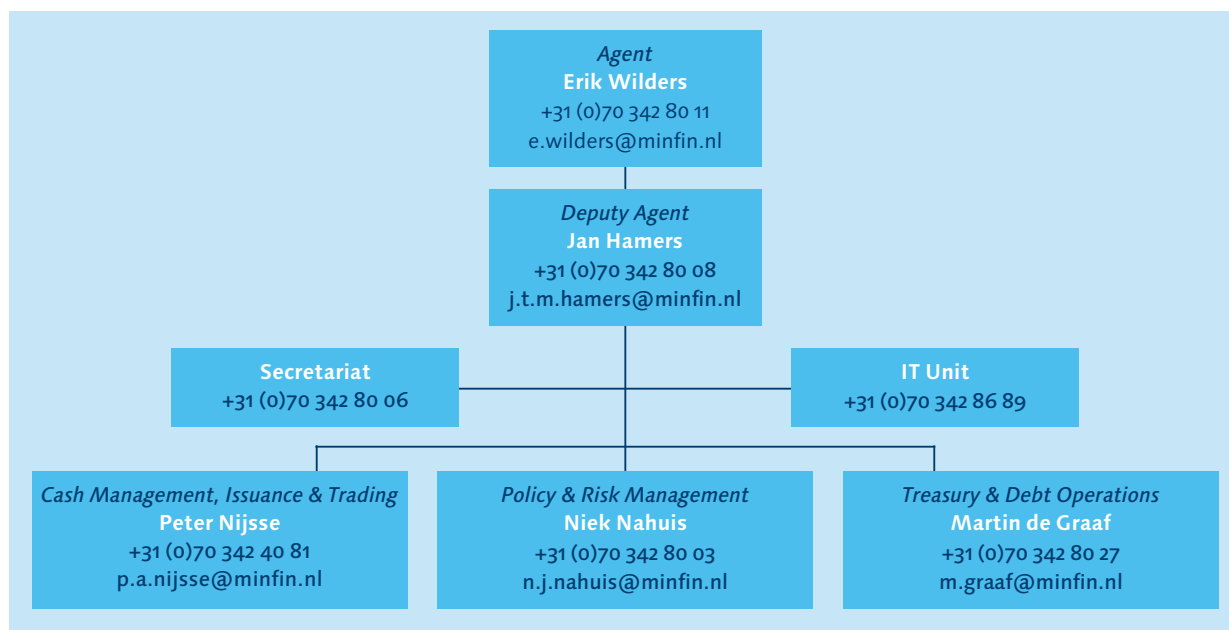 Agent
Erik Wilders
+31 (0)70 342 80 11
e.wilders@minfin.nl
Deputy Agent
Jan Hamers
+31 (0)70 342 80 08
j.t.m.hamers@minfin.nl
Secretariat
+31 (0)70 342 80 06
IT Unit
+31 (0)70 342 86 89
Cash Management, Issuance & Trading
Peter Nijsse
+31 (0)70 342 40 81
p.a.nijsse@minfin.nl
Policy & Risk Management
Niek Nahuis
+31 (0)70 342 80 03
n.j.nahuis@minfin.nl
Treasury & Debt Operations
Martin de Graaf
+31 (0)70 342 80 27
m.graaf@minfin.nl